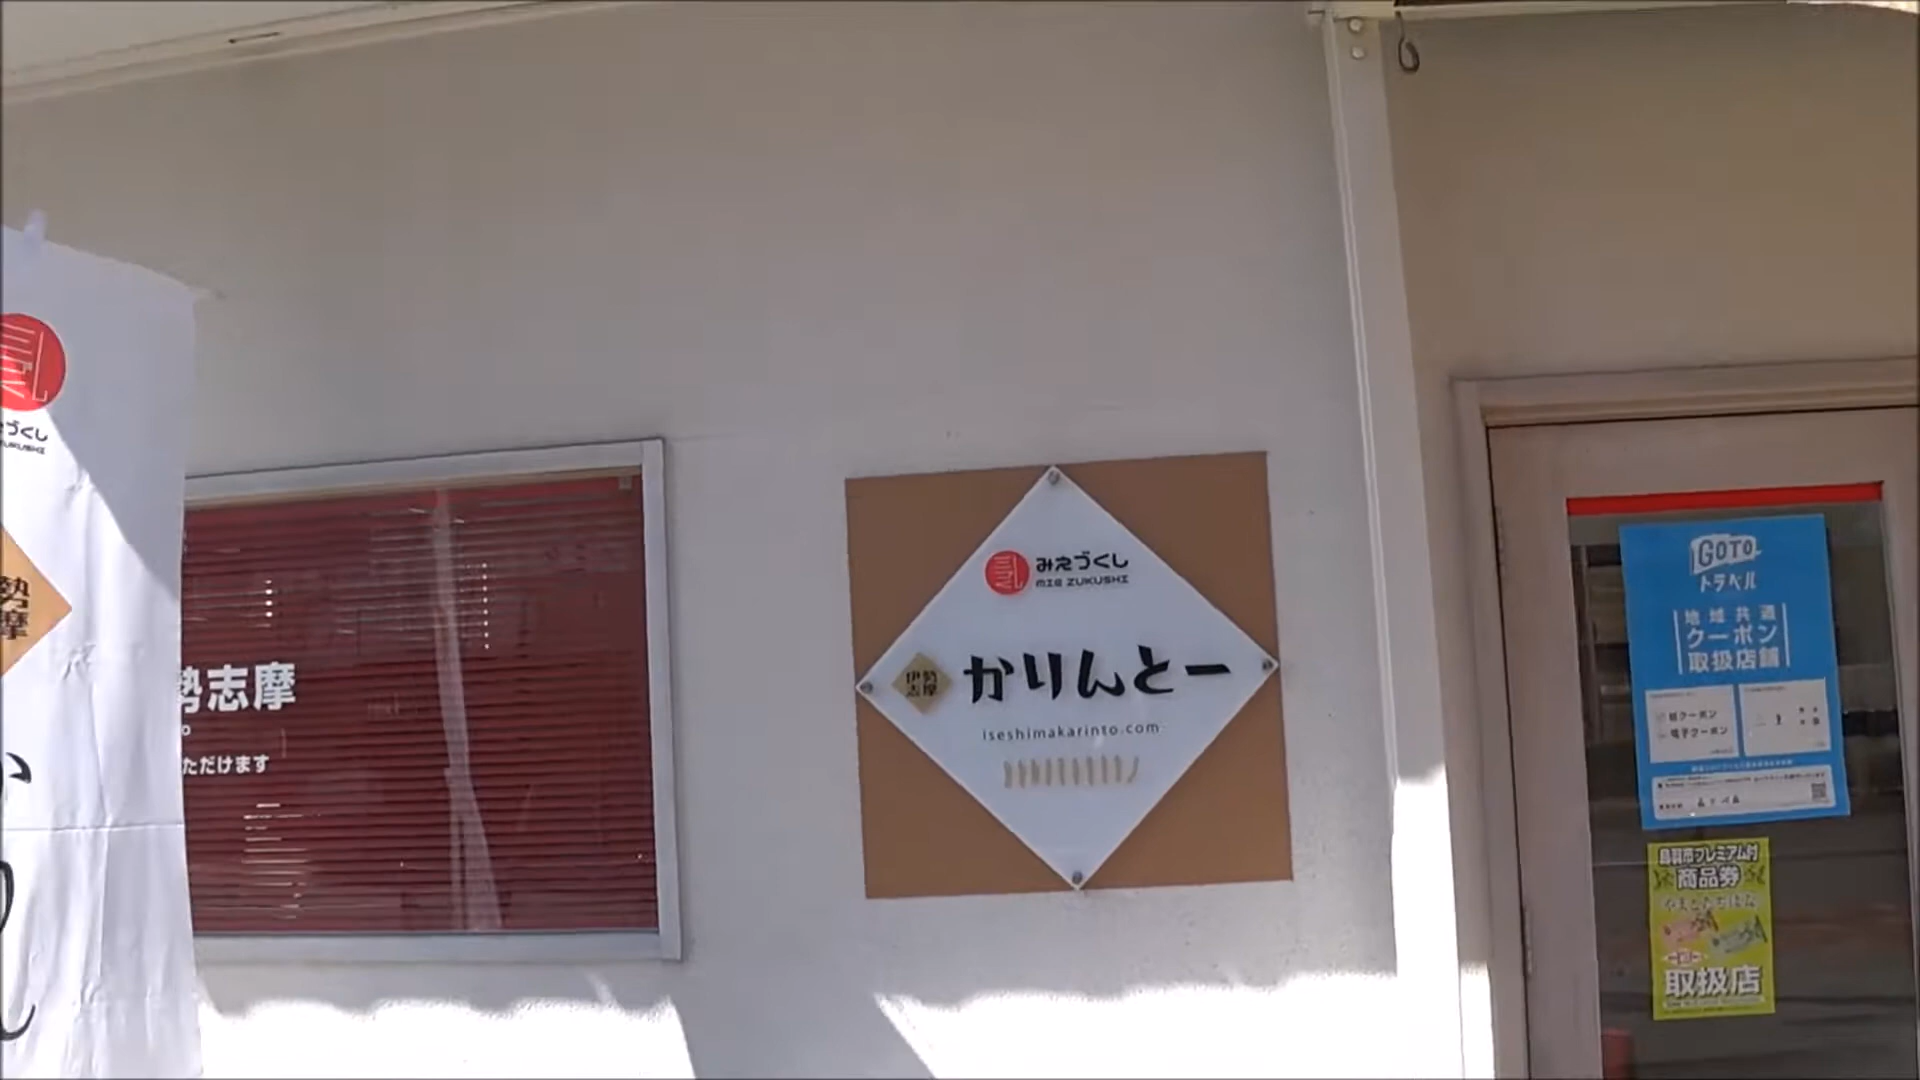 づくし
ZUKUSHI
勢
摩
勢志摩
ただけます
みえづくし
MIE ZUKUSHI
伊勢
志摩
かりんとー
iseshimakarinto.com
GOTO
トラベル
地域共通
クーポン
取扱店舗
紙クーポン
電子クーポン
鳥羽市プレミアム付
商品券
取扱店